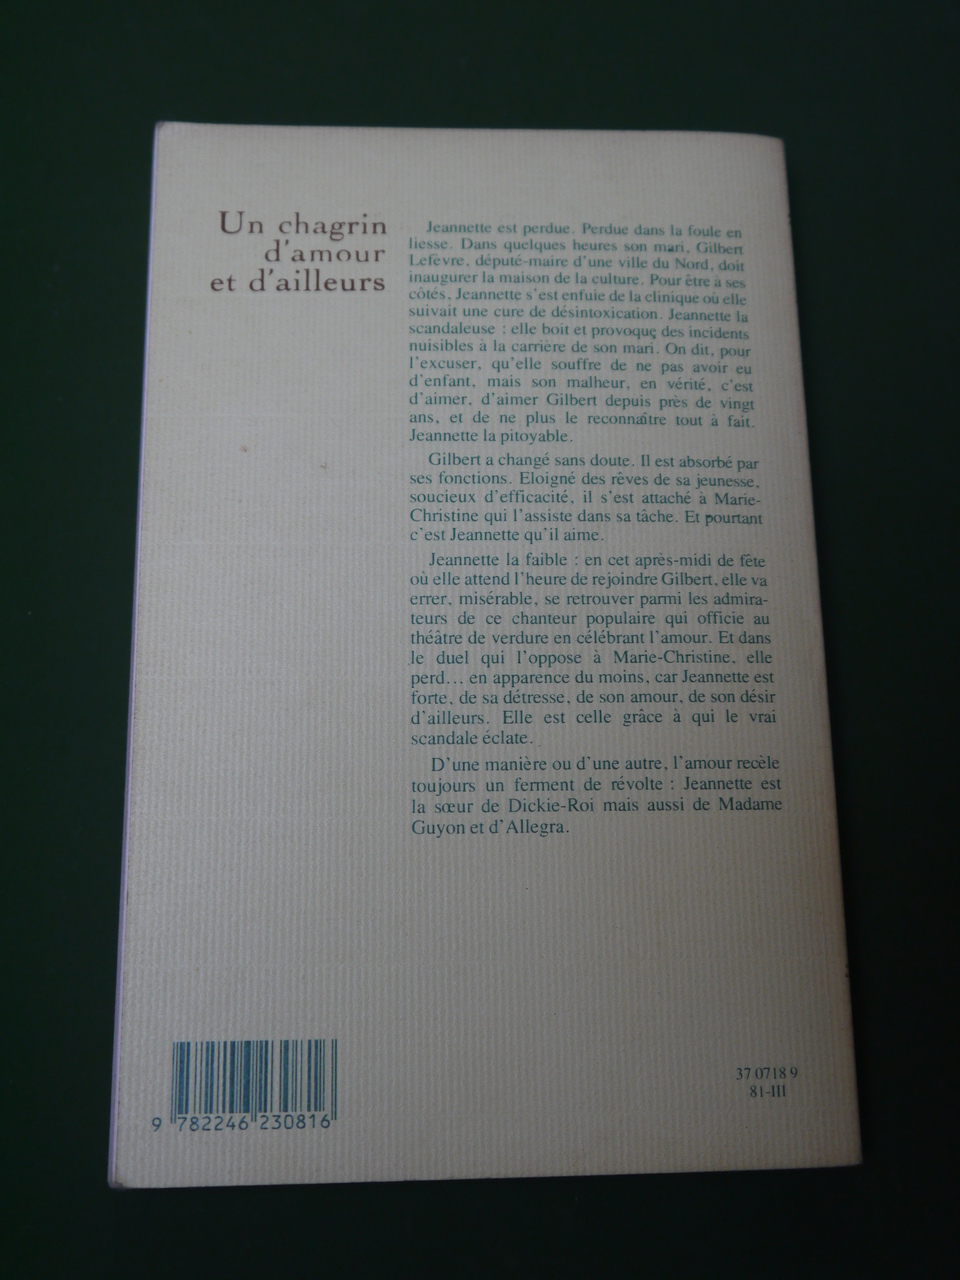 Un chagrin
d'amour
et d'ailleurs
Jeannette est perdue. Perdue dans la foule en
liesse. Dans quelques heures son mari, Gilbert
Lefèvre, député-maire d'une ville du Nord, doit
inaugurer la maison de la culture. Pour être à ses
côtés, Jeannette s'est enfuie de la clinique où elle
suivait une cure de désintoxication. Jeannette la
scandaleuse : elle boit et provoque des incidents
nuisibles à la carrière de son mari. On dit, pour
l'excuser, qu'elle souffre de ne pas avoir eu
d'enfant, mais son malheur, en vérité, c'est
d'aimer, d'aimer Gilbert depuis près de vingt
ans, et de ne plus le reconnaître tout à fait.
Jeannette la pitoyable.
Gilbert a changé sans doute. Il est absorbé par
ses fonctions. Eloigné des rêves de sa jeunesse,
soucieux d'efficacité, il s'est attaché à Marie-
Christine qui l'assiste dans sa tâche. Et pourtant
c'est Jeannette qu'il aime.
Jeannette la faible : en cet après-midi de fête
où elle attend l'heure de rejoindre Gilbert, elle va
errer, misérable, se retrouver parmi les admira-
teurs de ce chanteur populaire qui officie au
théâtre de verdure en célébrant l'amour. Et dans
le duel qui l'oppose à Marie-Christine, elle
perd... en apparence du moins, car Jeannette est
forte, de sa détresse, de son amour, de son désir
d'ailleurs. Elle est celle grâce à qui le vrai
scandale éclate.
D'une manière ou d'une autre, l'amour recèle
toujours un ferment de révolte : Jeannette est
la sœur de Dickie-Roi mais aussi de Madame
Guyon et d'Allegra.
37 0718 9
81-III
9 782246 230816